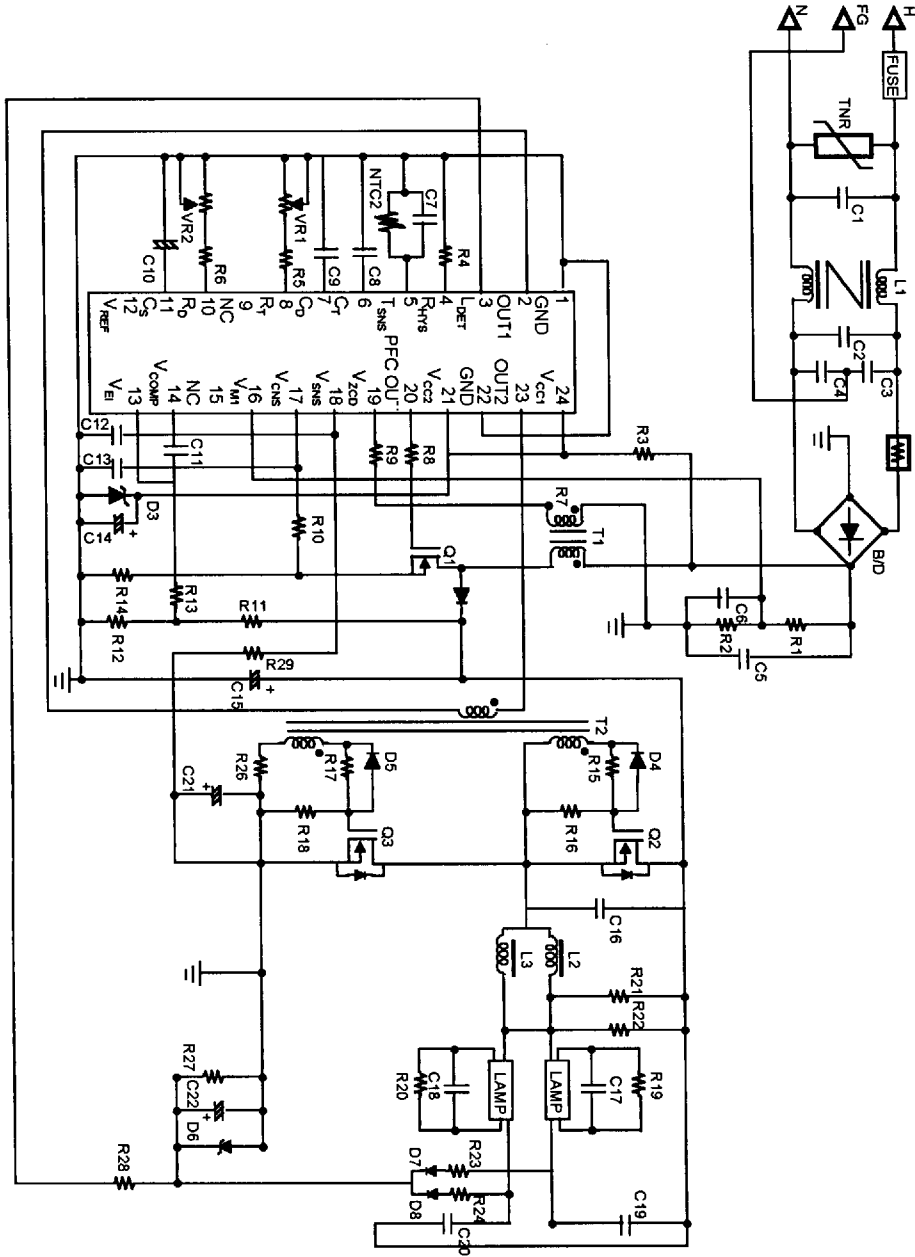 H
FG
N
FUSE
TNR
C1
L1
C2
C3
C4
B/D
R1
R2
C6
C5
R3
R7
T1
R8
R9
R10
Q1
R4
C7
NTC2
C8
C9
R5
VR1
R6
VR2
C10
1 GND
2 OUT1
3 LDET
4 RHYS
5 TSNS
6
7 CT
8 CD
9 RT
10 NC
11 RD
12 CS
VREF
24 VCC1
23 OUT2
22 GND
21 VCC2
20 PFC OU
19 VZCD
18 VSNS
17 VCNS
16 VM1
15 NC
14 VCOMP
13 VEI
C11
C12
C13
D3
C14
+
R14
R13
R12
R11
R29
C15
+
T2
R15
D4
R16
Q2
R17
D5
R18
Q3
R26
C21
+
C16
L2
L3
R21
R22
LAMP
LAMP
C17
R19
C18
R20
R23
R24
D7
D8
C19
C20
R27
C22
+
D6
R28